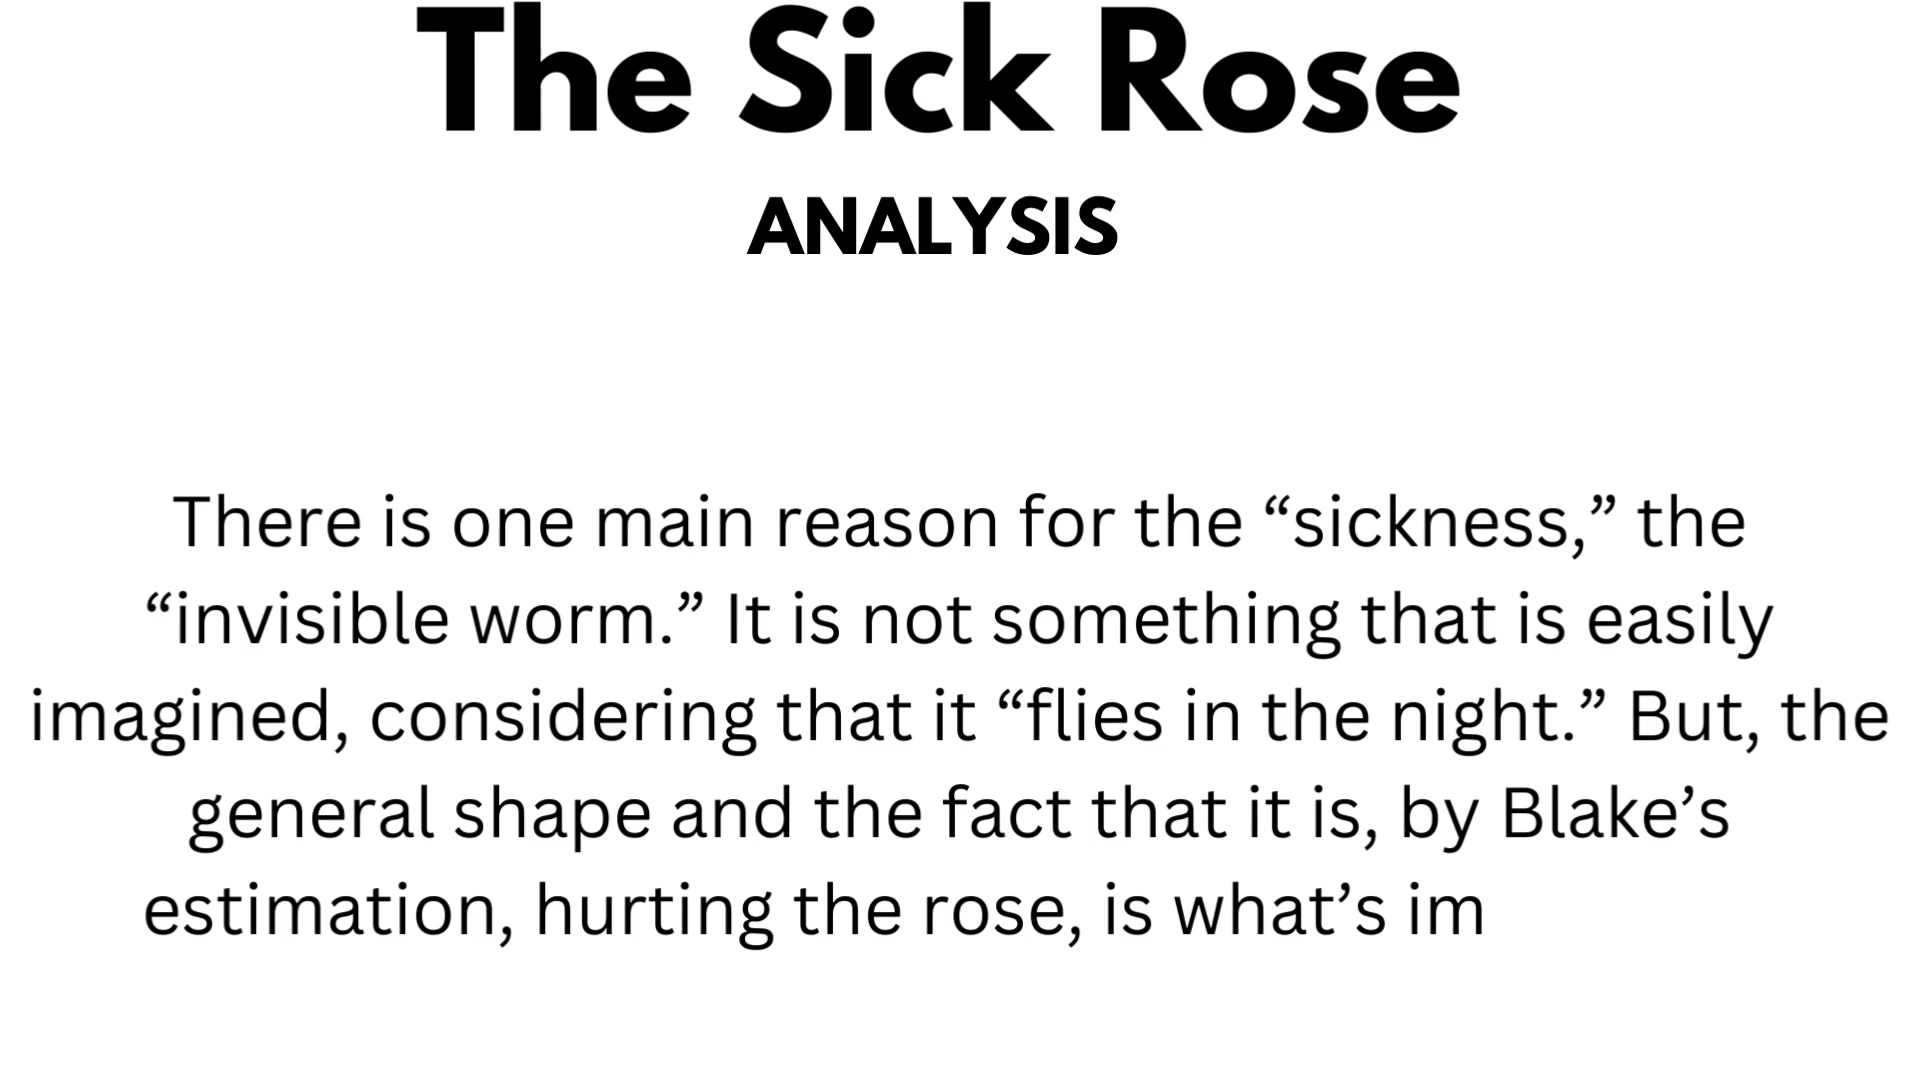 The Sick Rose
ANALYSIS
There is one main reason for the “sickness,” the
“invisible worm.” It is not something that is easily
imagined, considering that it “flies in the night.” But, the
general shape and the fact that it is, by Blake’s
estimation, hurting the rose, is what’s im